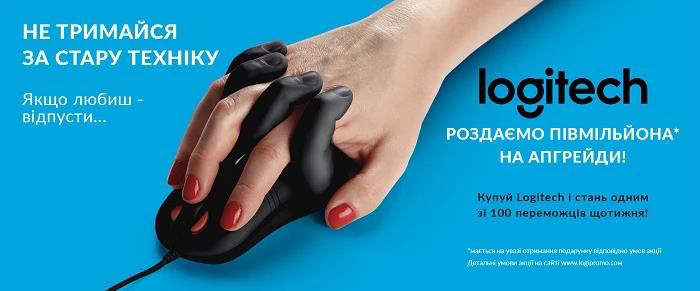 НЕ ТРИМАЙСЯ
ЗА СТАРУ ТЕХНІКУ
Якщо любиш -
відпусти...
logitech
РОЗДАЄМО ПІВМІЛЬЙОНА*
НА АПГРЕЙДИ!
Купуй Logitech і стань одним
зі 100 переможців щотижня!
*мається на увазі отримання подарунку відповідно умов акції
Детальні умови акції на сайті www.logipromo.com